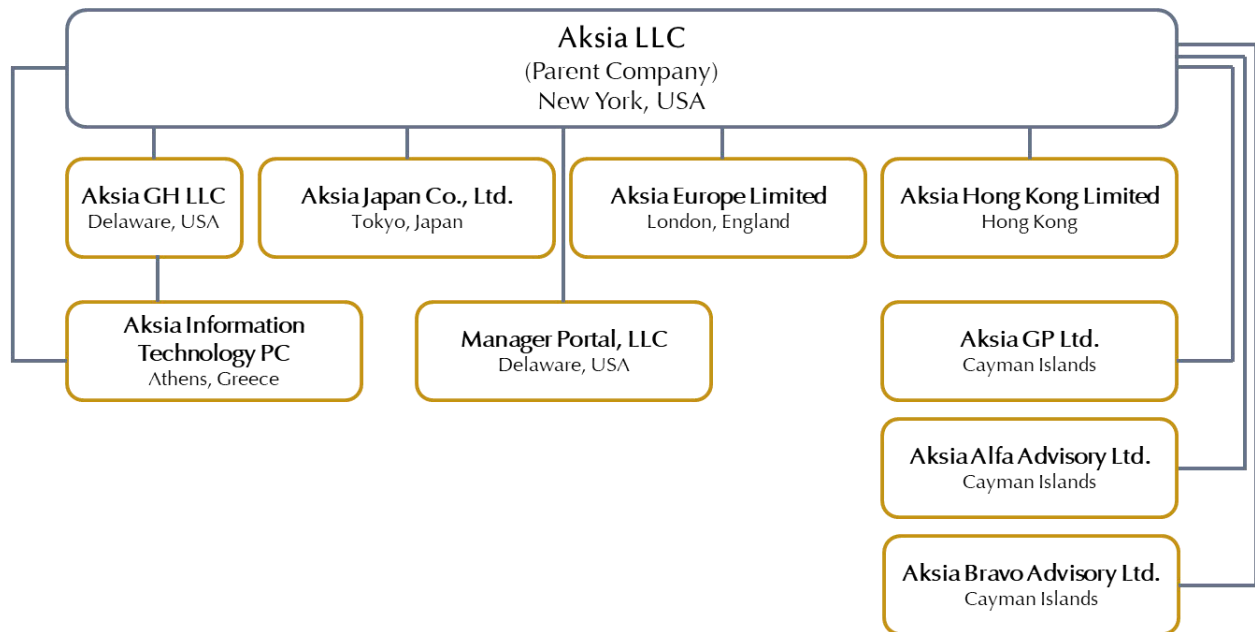 Aksia LLC
(Parent Company)
New York, USA
Aksia GH LLC
Delaware, USA
Aksia Japan Co., Ltd.
Tokyo, Japan
Aksia Europe Limited
London, England
Aksia Hong Kong Limited
Hong Kong
Aksia Information
Technology PC
Athens, Greece
Manager Portal, LLC
Delaware, USA
Aksia GP Ltd.
Cayman Islands
Aksia Alfa Advisory Ltd.
Cayman Islands
Aksia Bravo Advisory Ltd.
Cayman Islands